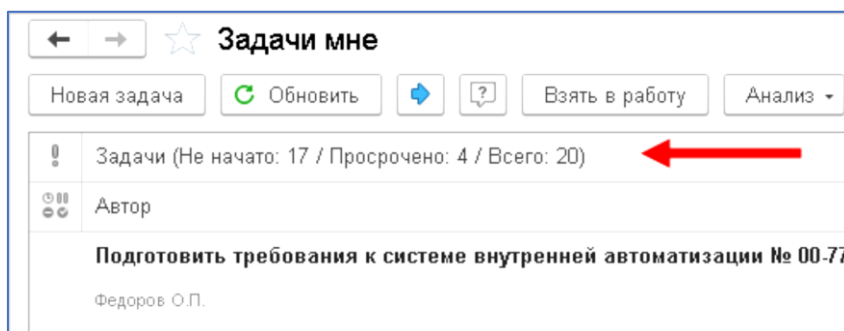 Задачи мне
Новая задача Обновить ? Взять в работу Анализ
Задачи (Не начато: 17 / Просрочено: 4 / Всего: 20)
Автор
Подготовить требования к системе внутренней автоматизации № 00-77
Федоров О.П.